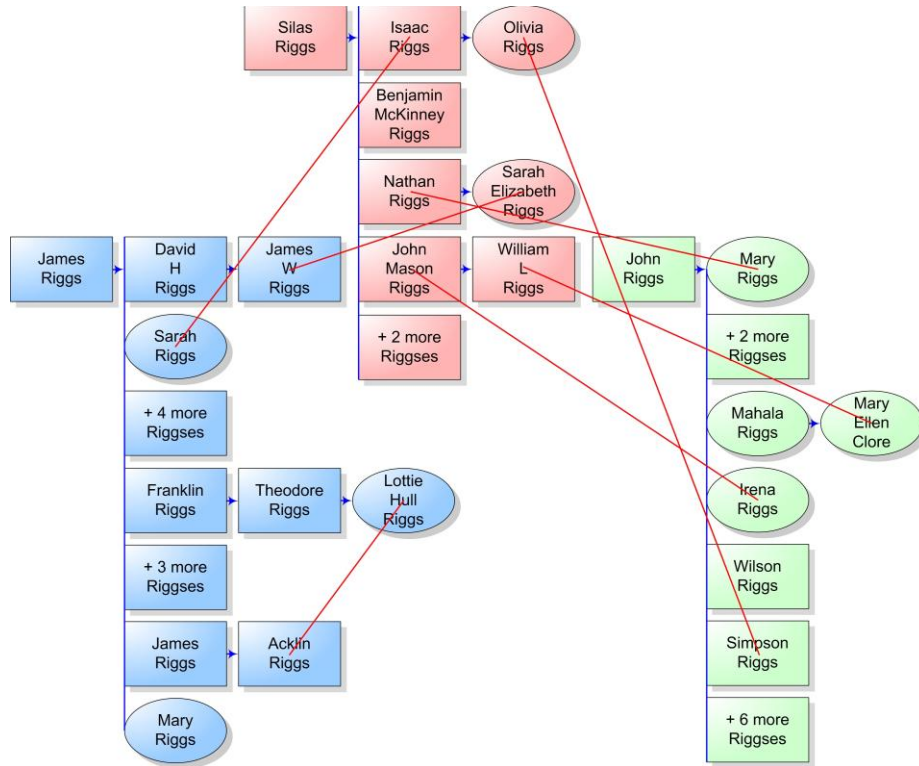 Silas
Riggs
Isaac
Riggs
Olivia
Riggs
Benjamin
McKinney
Riggs
Nathan
Riggs
Sarah
Elizabeth
Riggs
James
Riggs
David
H
Riggs
James
W
Riggs
John
Mason
Riggs
William
L
Riggs
John
Riggs
Mary
Riggs
Sarah
Riggs
+ 2 more
Riggses
+ 2 more
Riggses
+ 4 more
Riggses
Mahala
Riggs
Mary
Ellen
Clore
Franklin
Riggs
Theodore
Riggs
Lottie
Hull
Riggs
Irena
Riggs
+ 3 more
Riggses
Wilson
Riggs
James
Riggs
Acklin
Riggs
Simpson
Riggs
Mary
Riggs
+ 6 more
Riggses